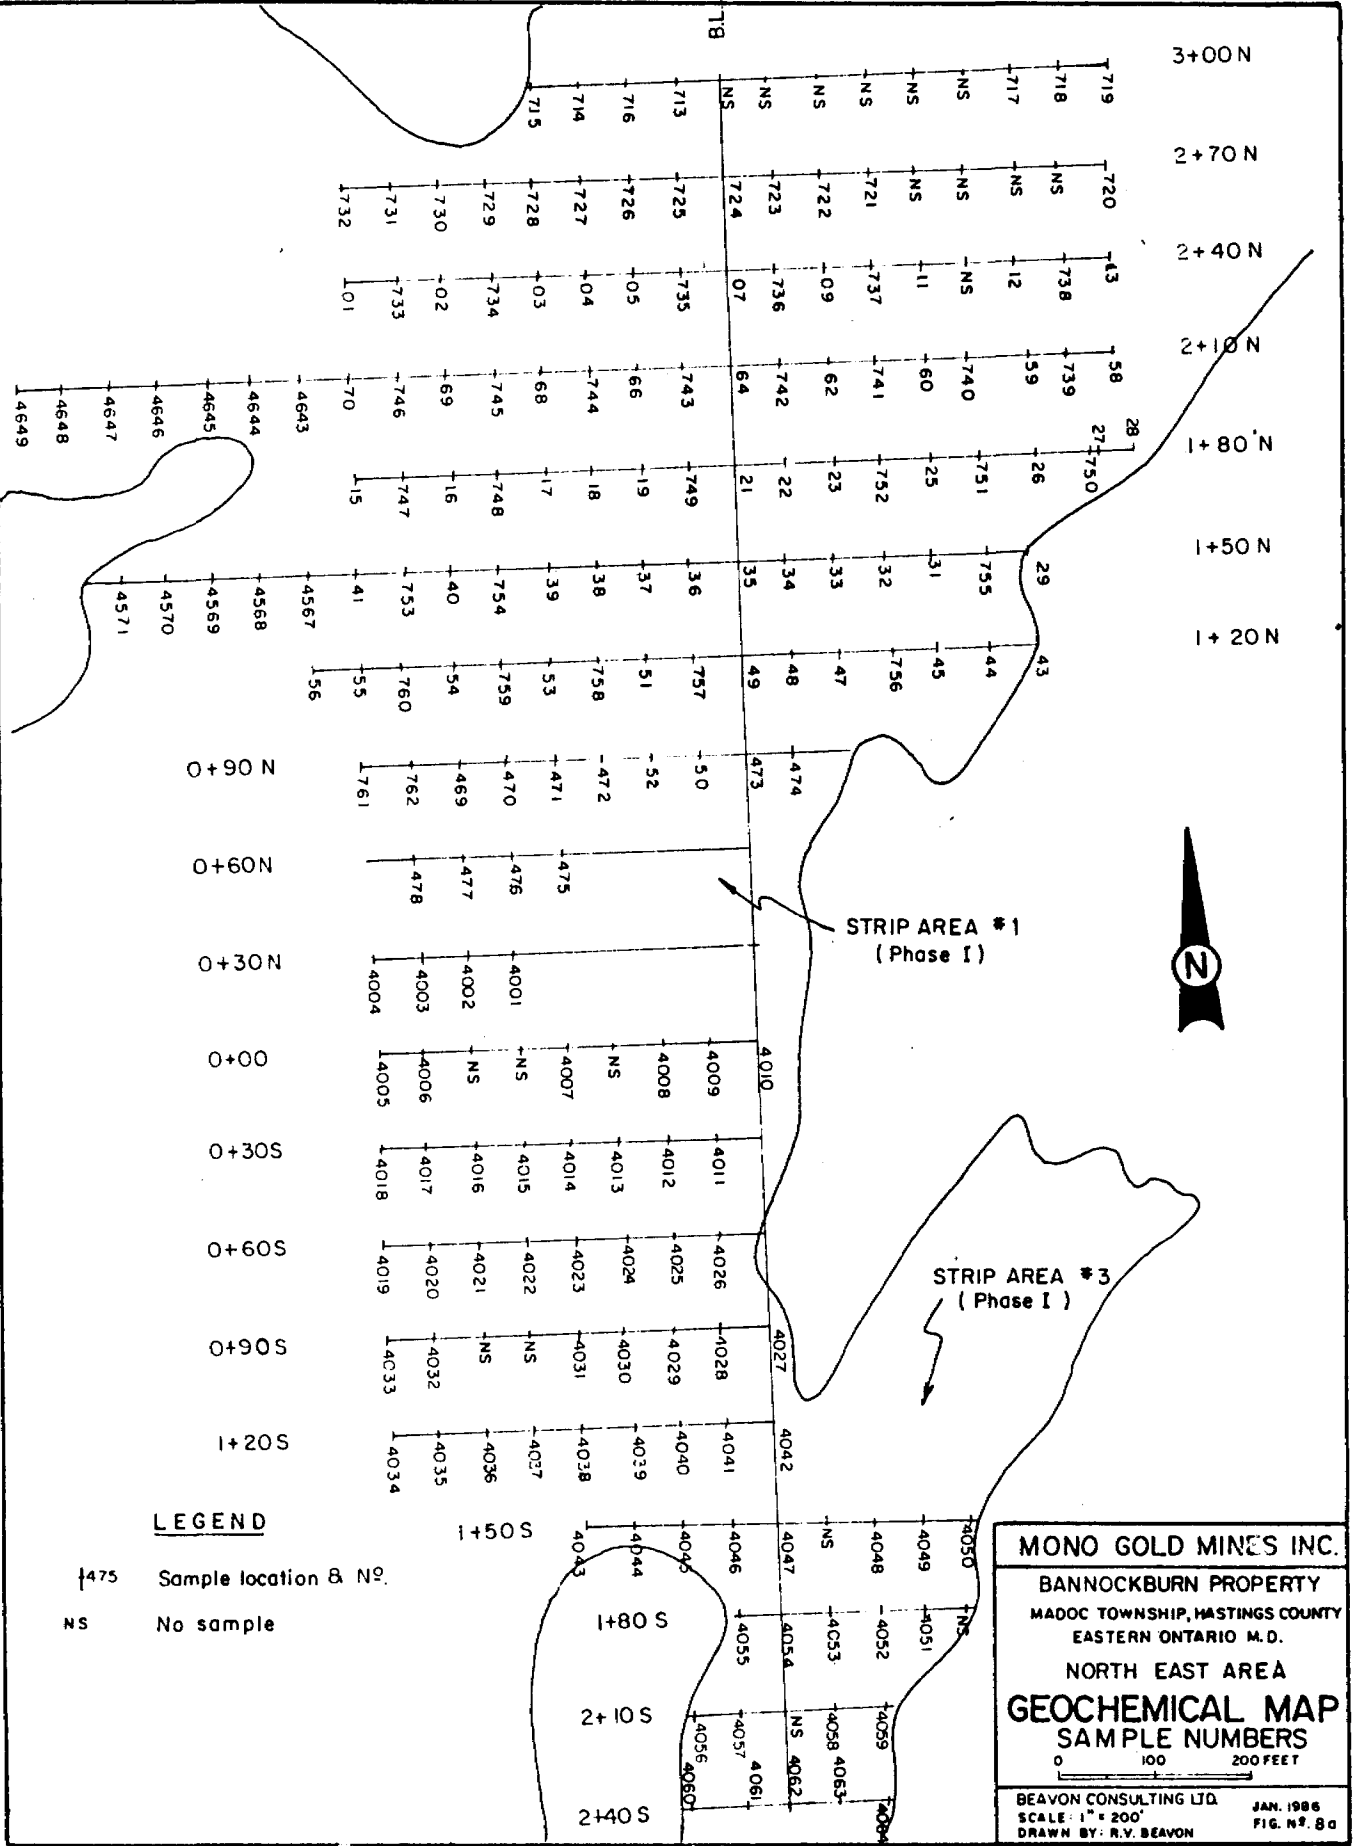 B.L.
3+00 N
715 714 716 713 NS NS NS NS NS NS 717 718 719
2+70 N
732 731 730 729 728 727 726 725 724 723 722 721 NS NS NS NS 720
2+40 N
01 733 02 734 03 04 05 735 07 736 09 737 11 NS 12 738 13
2+10 N
4649 4648 4647 4646 4645 4644 4643 70 746 69 745 68 744 66 743 64 742 62 741 60 740 59 739 58
1+80 N
15 747 16 748 17 18 19 749 21 22 23 752 25 751 26 750 27 28
1+50 N
4571 4570 4569 4568 4567 41 753 40 754 39 38 37 36 35 34 33 32 31 755 29
1+20 N
56 55 760 54 759 53 758 51 757 49 48 47 756 45 44 43
0+90 N
761 762 469 470 471 472 52 50 473 474
0+60N
478 477 476 475
STRIP AREA #1
(Phase I)
0+30N
4004 4003 4002 4001
N
0+00
4005 4006 NS NS 4007 NS 4008 4009 4010
0+30S
4018 4017 4016 4015 4014 4013 4012 4011
0+60S
4019 4020 4021 4022 4023 4024 4025 4026
STRIP AREA #3
(Phase I)
0+90S
4033 4032 NS NS 4031 4030 4029 4028 4027
1+20S
4034 4035 4036 4037 4038 4039 4040 4041 4042
1+50S
4043 4044 4045 4046 4047 NS 4048 4049 4050
1+80 S
4055 4054 4053 4052 4051 NS
2+10S
4056 4057 NS 4058 4059
2+40S
4060 4061 4062 4063 4064
LEGEND
475 Sample location & Nº.
NS No sample
MONO GOLD MINES INC.
BANNOCKBURN PROPERTY
MADOC TOWNSHIP, HASTINGS COUNTY
EASTERN ONTARIO M.D.
NORTH EAST AREA
GEOCHEMICAL MAP
SAMPLE NUMBERS
0 100 200 FEET
BEAVON CONSULTING LTD.
SCALE: 1" = 200'
DRAWN BY: R.V. BEAVON
JAN. 1986
FIG. Nº. 8a